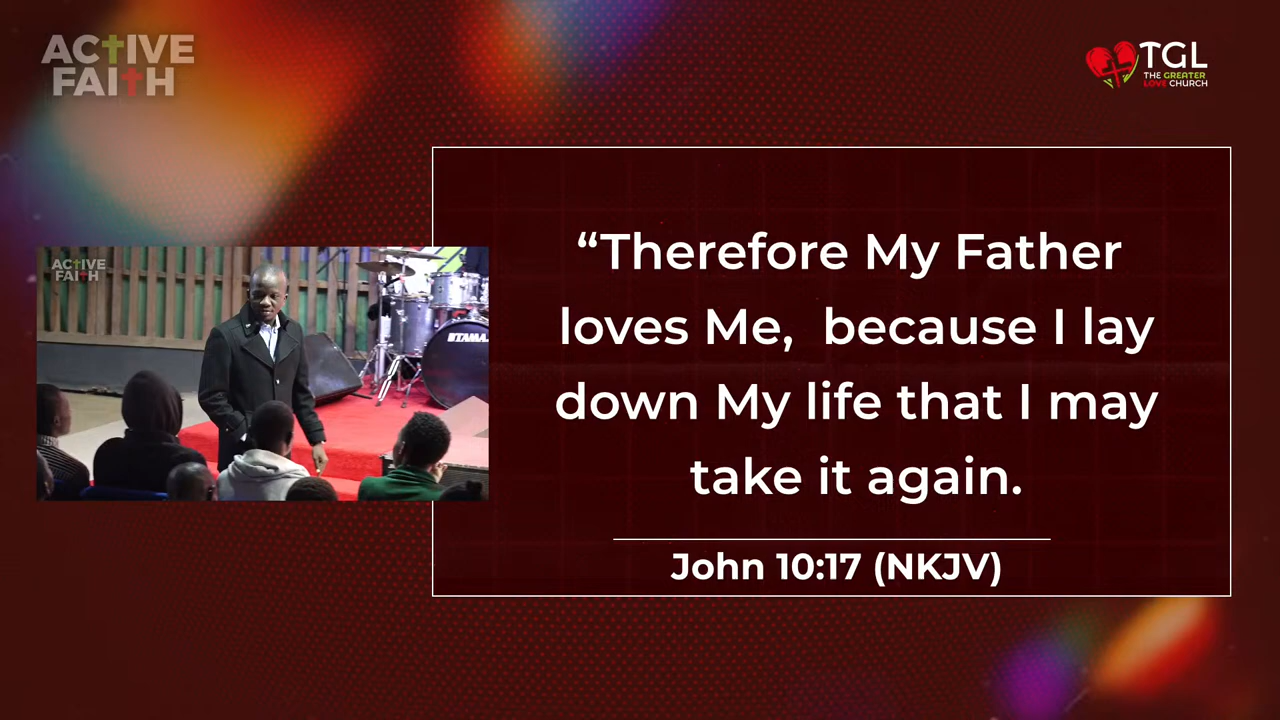 ACTIVE
FAITH
TGL
THE GREATER
LOVE CHURCH
“Therefore My Father
loves Me, because I lay
down My life that I may
take it again.
John 10:17 (NKJV)
ACTIVE
FAITH
TAMA